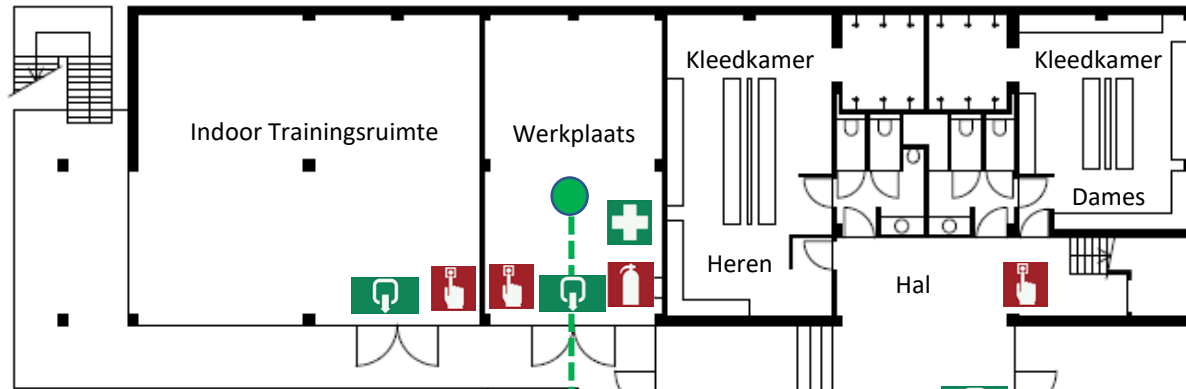 Kleedkamer
Kleedkamer
Indoor Trainingsruimte
Werkplaats
Dames
Heren
Hal